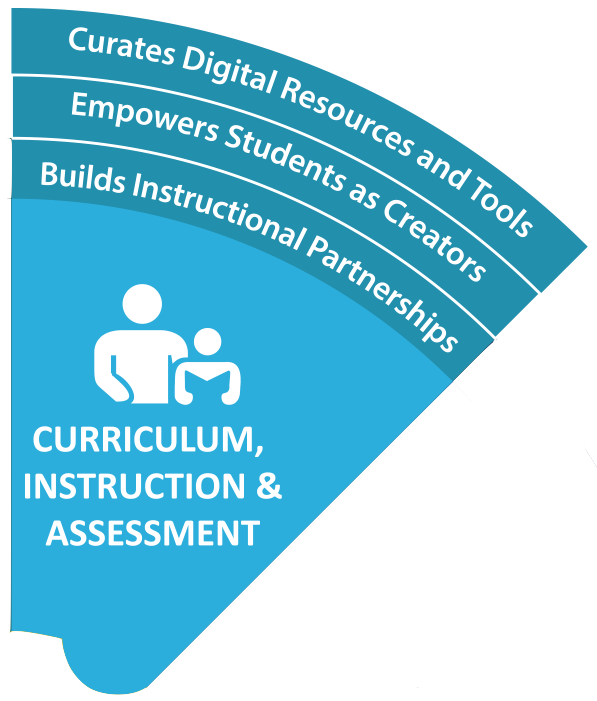 Curates Digital Resources and Tools
Empowers Students as Creators
Builds Instructional Partnerships
CURRICULUM,
INSTRUCTION &
ASSESSMENT